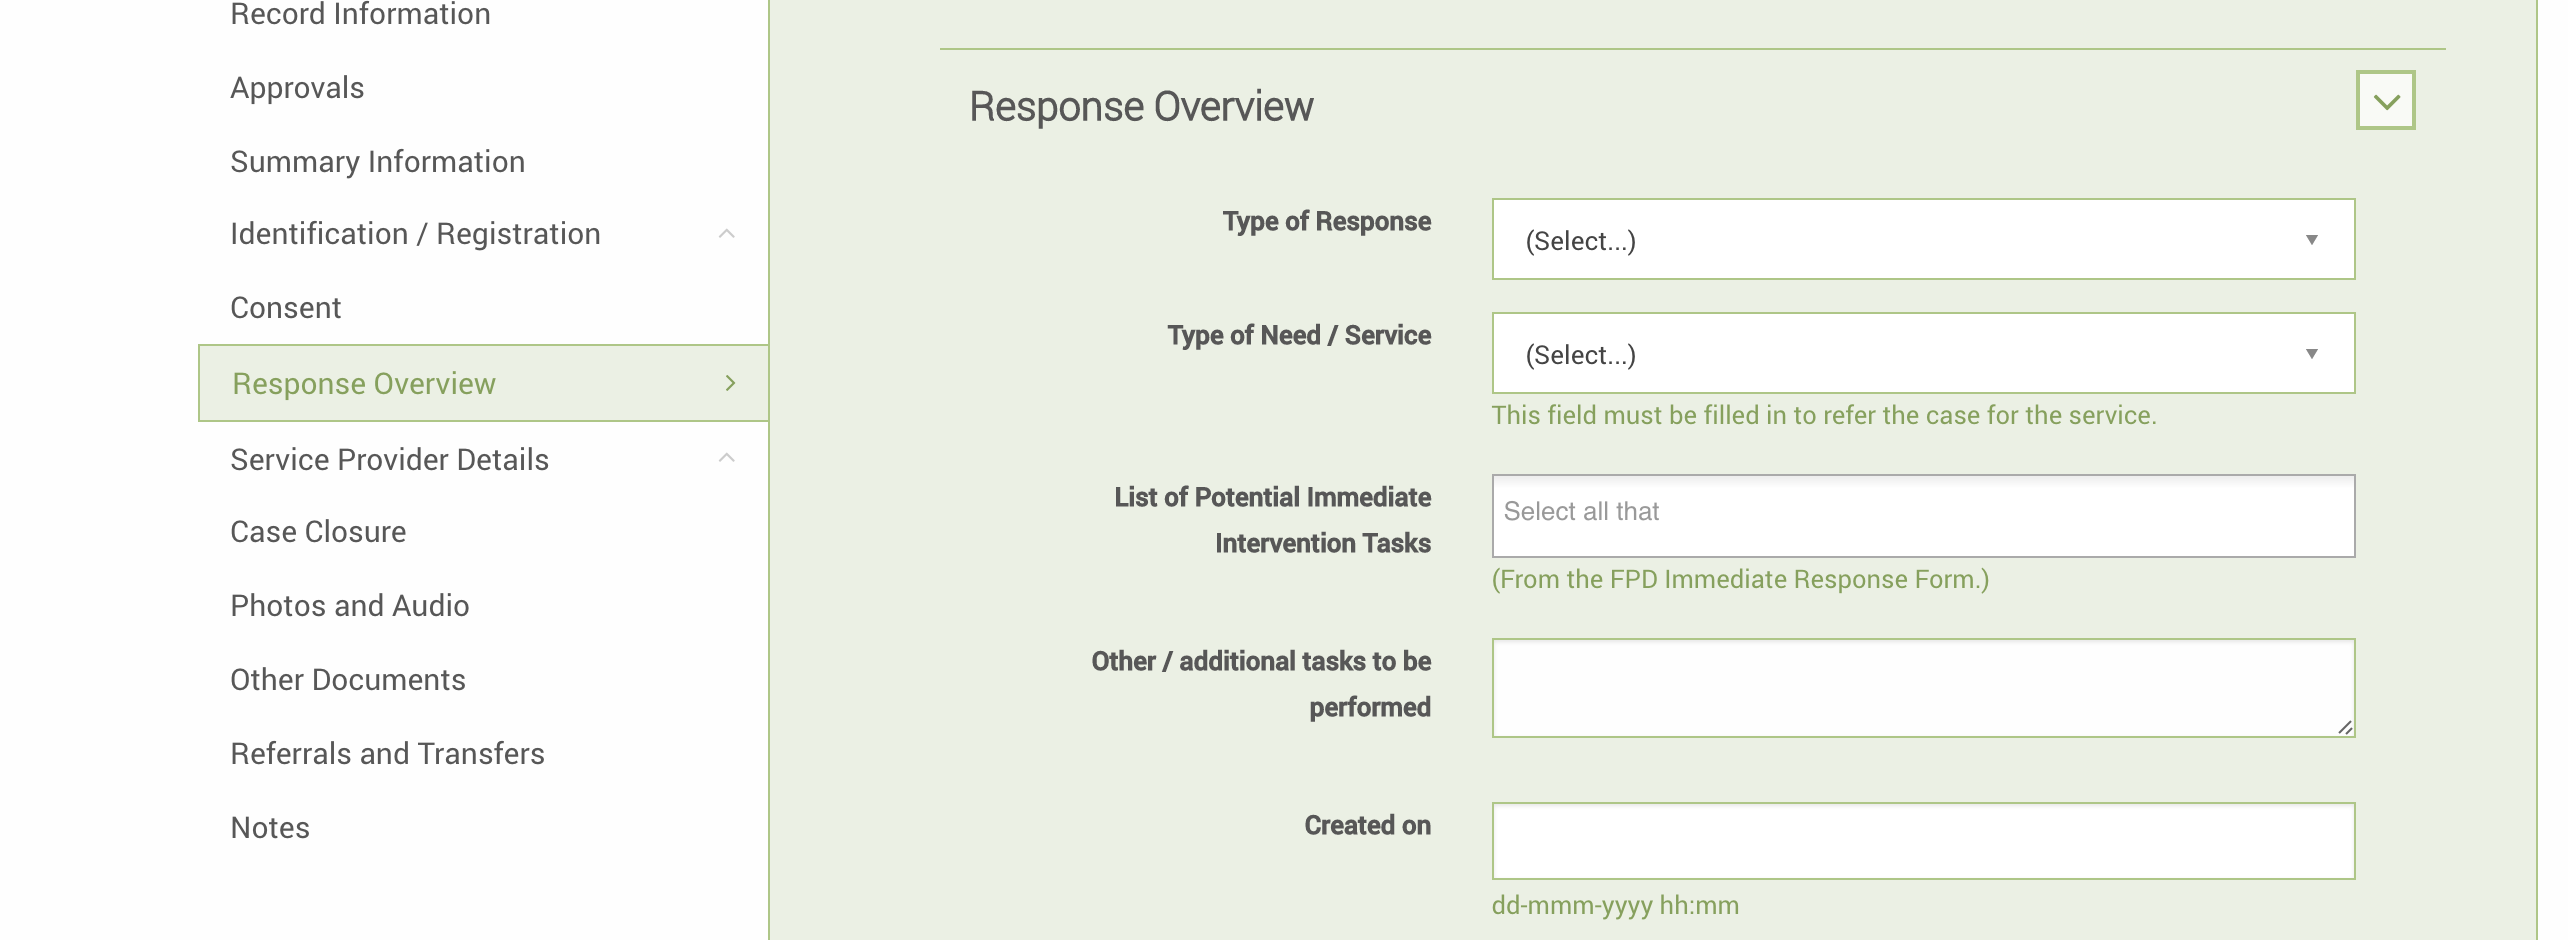 Record Information
Approvals
Summary Information
Identification / Registration
Consent
Response Overview
Service Provider Details
Case Closure
Photos and Audio
Other Documents
Referrals and Transfers
Notes
Response Overview
Type of Response
(Select...)
Type of Need / Service
(Select...)
This field must be filled in to refer the case for the service.
List of Potential Immediate
Intervention Tasks
Select all that
(From the FPD Immediate Response Form.)
Other / additional tasks to be
performed
Created on
dd-mmm-yyyy hh:mm